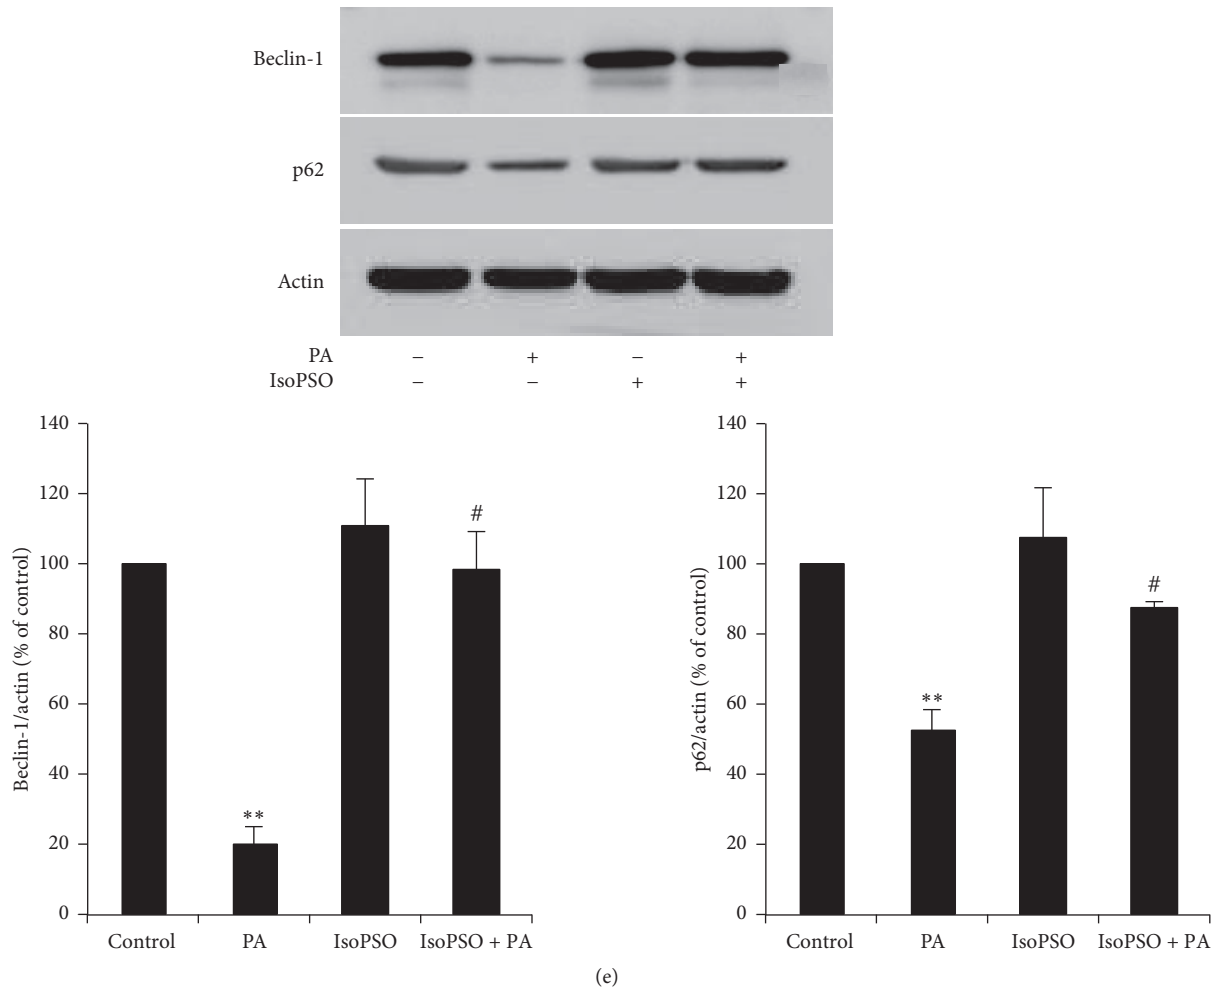 Beclin-1
p62
Actin
PA − + − +
IsoPSO − − + +
140
120
100
80
60
40
20
0
Beclin-1/actin (% of control)
**
#
Control PA IsoPSO IsoPSO + PA
140
120
100
80
60
40
20
0
p62/actin (% of control)
**
#
Control PA IsoPSO IsoPSO + PA
(e)